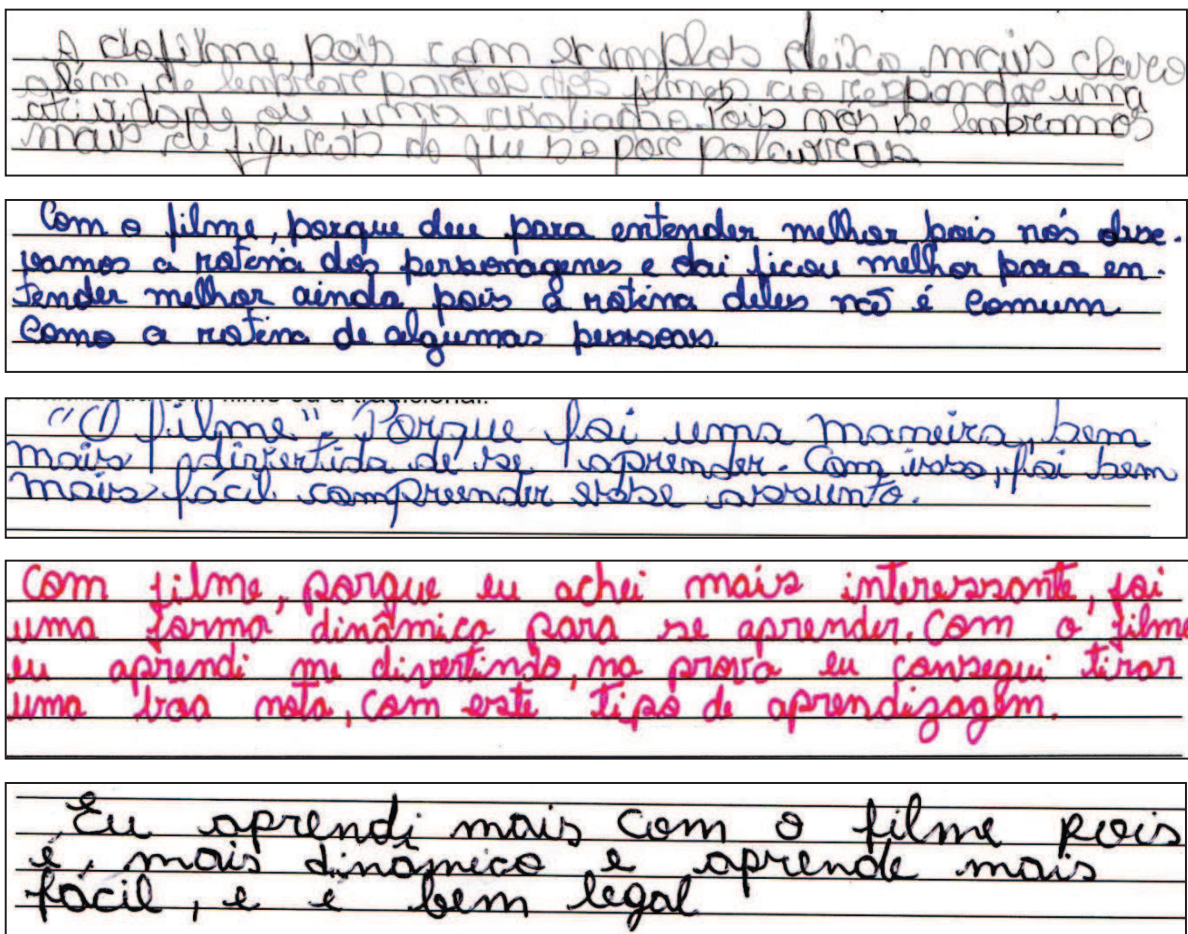 A do filme, pois com exemplos deixa mais claro
além de lembrar partes dos filmes ao responder uma
atividade ou uma avaliação. Pois nós se lembramos
mais de figuras do que so por palavras
Com o filme, porque deu para entender melhor pois nós obse-
vamos a rotina dos personagenes e dai ficou melhor para en-
tender melhor ainda pois a rotina deles não é comum
como a rotina de algumas pessoas.
"O filme". Porque foi uma maneira, bem
mais divertida de se aprender. Com isso, foi bem
mais fácil compreender esse assunto.
Com filme, porque eu achei mais interessante, foi
uma forma dinâmica para se aprender. Com o filme
eu aprendi me divertindo, na prova eu consegui tirar
uma boa nota, com este tipo de aprendizagem.
Eu aprendi mais com o filme pois
é, mais dinâmico e aprende mais
fácil, e é bem legal